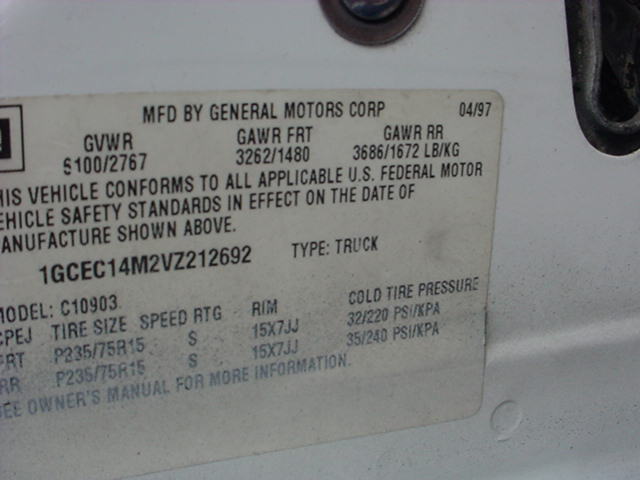 MFD BY GENERAL MOTORS CORP 04/97
GVWR GAWR FRT GAWR RR
6100/2767 3262/1480 3686/1672 LB/KG
HIS VEHICLE CONFORMS TO ALL APPLICABLE U.S. FEDERAL MOTOR
EHICLE SAFETY STANDARDS IN EFFECT ON THE DATE OF
ANUFACTURE SHOWN ABOVE.
1GCEC14M2VZ212692 TYPE: TRUCK
MODEL: C10903
CPEJ TIRE SIZE SPEED RTG RIM COLD TIRE PRESSURE
FRT P235/75R15 S 15X7JJ 32/220 PSI/KPA
RR P235/75R15 S 15X7JJ 35/240 PSI/KPA
SEE OWNER'S MANUAL FOR MORE INFORMATION.